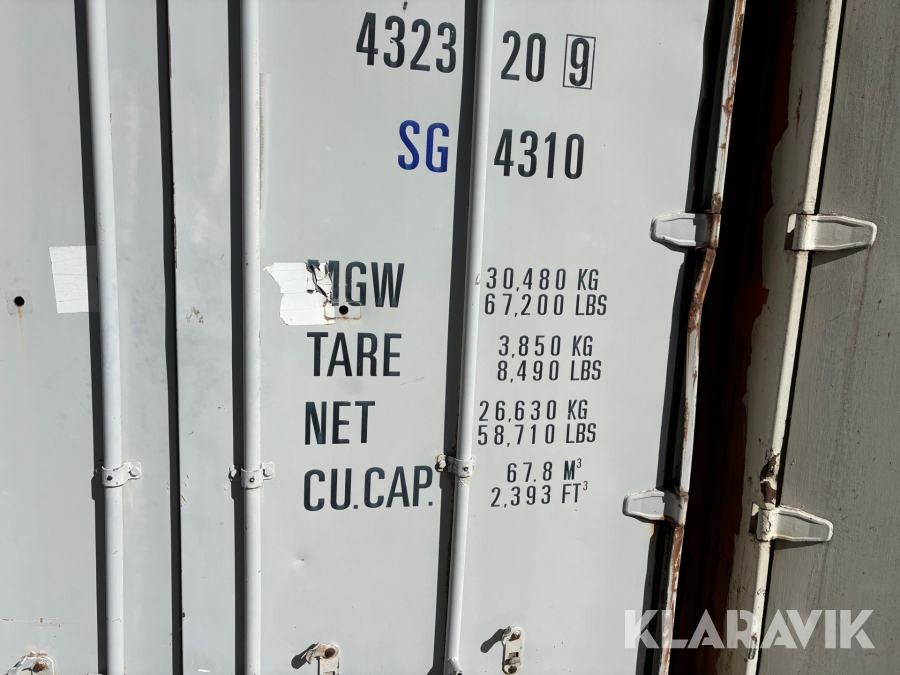 4323 20 9
SG 4310
MGW 30,480 KG
67,200 LBS
TARE 3,850 KG
8,490 LBS
NET 26,630 KG
58,710 LBS
CU.CAP. 67.8 M³
2,393 FT³
KLARAVIK